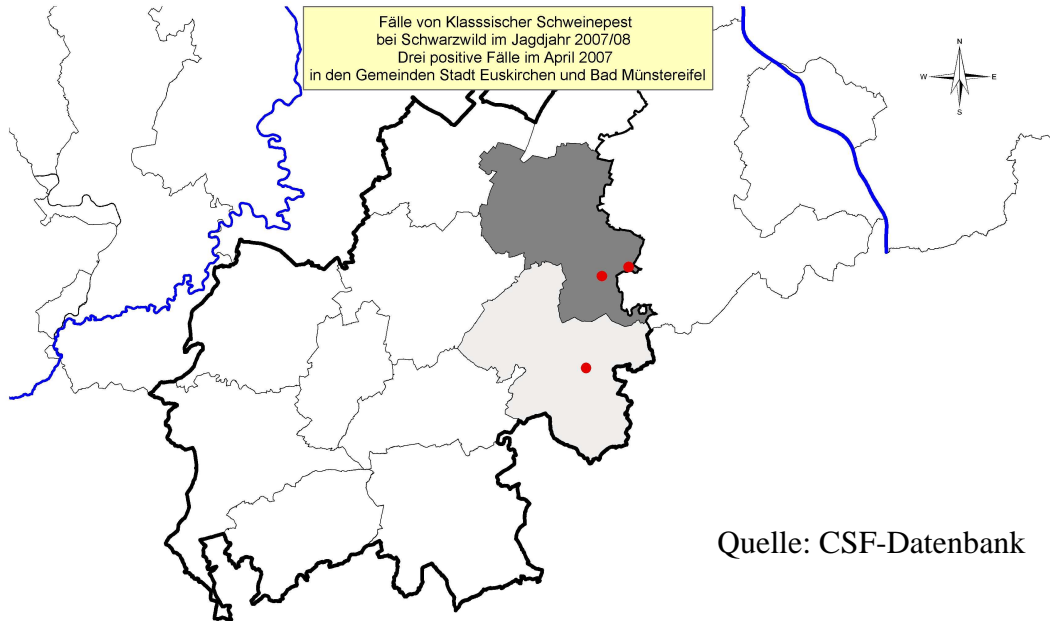 Fälle von Klasssischer Schweinepest
bei Schwarzwild im Jagdjahr 2007/08
Drei positive Fälle im April 2007
in den Gemeinden Stadt Euskirchen und Bad Münstereifel
N
W E
S
Quelle: CSF-Datenbank